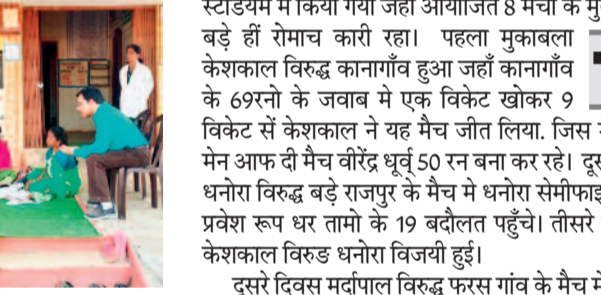 स्टेडियम में किया गया जहां आयोजित 8 मैचों के
बड़े हीं रोमाच कारी रहा। पहला मुकाबला
केशकाल विरुद्ध कानागाँव हुआ जहाँ कानागाँव
के 69रनो के जवाब मे एक विकेट खोकर 9
विकेट सें केशकाल ने यह मैच जीत लिया. जिस
मेन आफ दी मैच वीरेंद्र धूर्व् 50 रन बना कर रहे।
धनोरा विरुद्ध बड़े राजपुर के मैच मे धनोरा सेमीफाइ
प्रवेश रूप धर तामो के 19 बदौलत पहुँचे। तीसरे
केशकाल विरुङ धनोरा विजयी हुई।
दूसरे दिवस मर्दापाल विरुद्ध फरस गांव के मैच मे